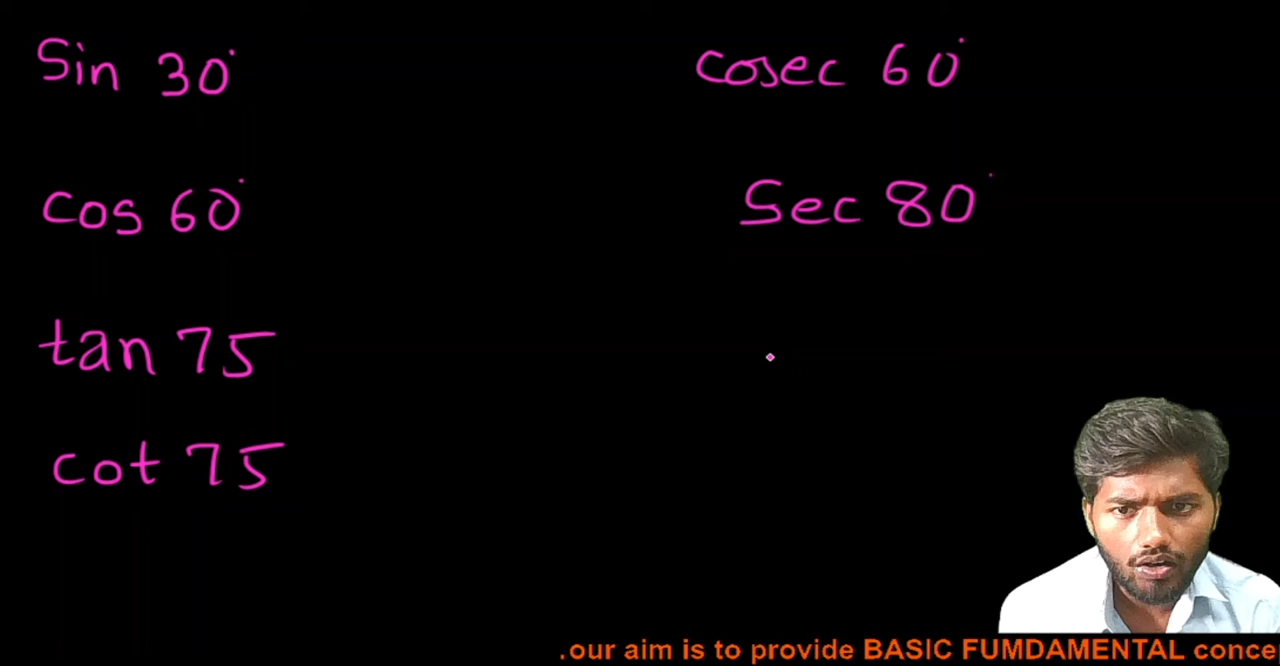 Sin 30°
cosec 60°
cos 60°
Sec 80°
tan 75
cot 75
.our aim is to provide BASIC FUMDAMENTAL conce